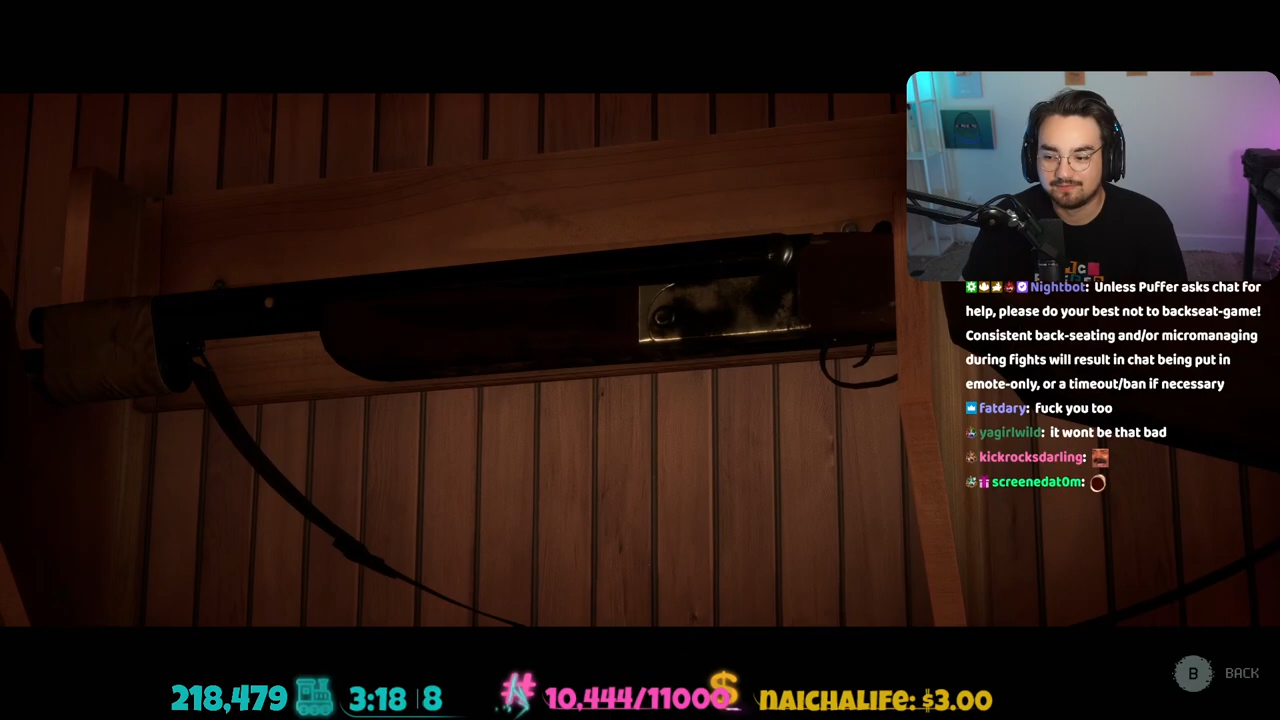 Nightbot: Unless Puffer asks chat for
help, please do your best not to backseat-game!
Consistent back-seating and/or micromanaging
during fights will result in chat being put in
emote-only, or a timeout/ban if necessary
fatdary: fuck you too
yagirlwild: it wont be that bad
kickrocksdarling:
screenedat0m:
B BACK
218,479 3:18 | 8 10,444/11000 NAICHALIFE: $3.00